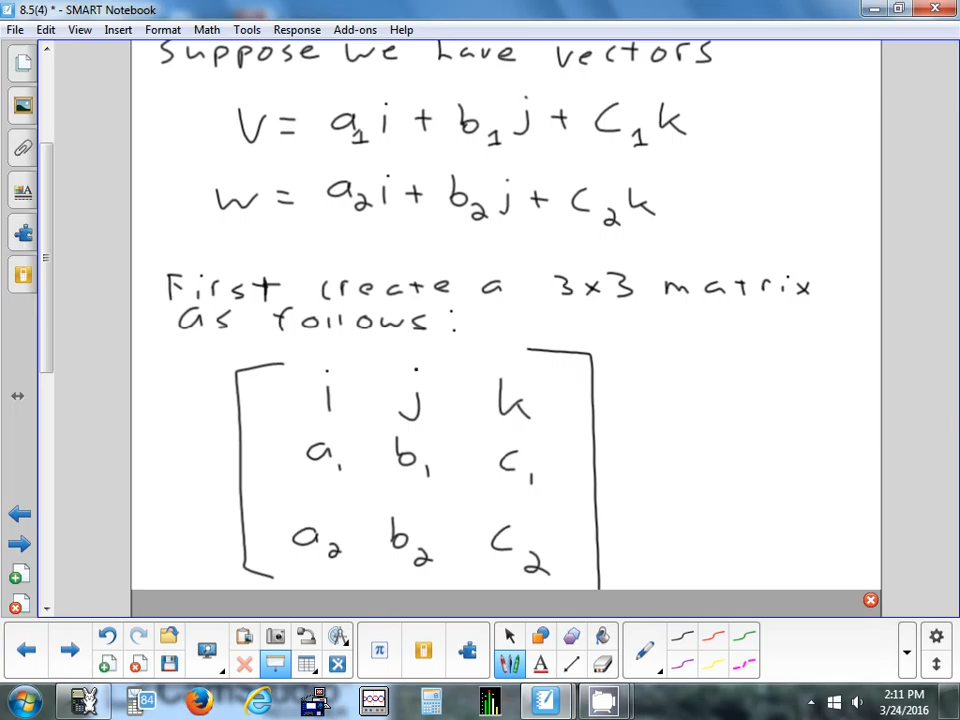 8.5(4) * - SMART Notebook
File Edit View Insert Format Math Tools Response Add-ons Help
Suppose we have vectors
V = a₁i + b₁j + C₁k
w = a₂i + b₂j + c₂k
First create a 3x3 matrix
as follows:
i j k
a₁ b₁ c₁
a₂ b₂ c₂
π A
84
2:11 PM
3/24/2016